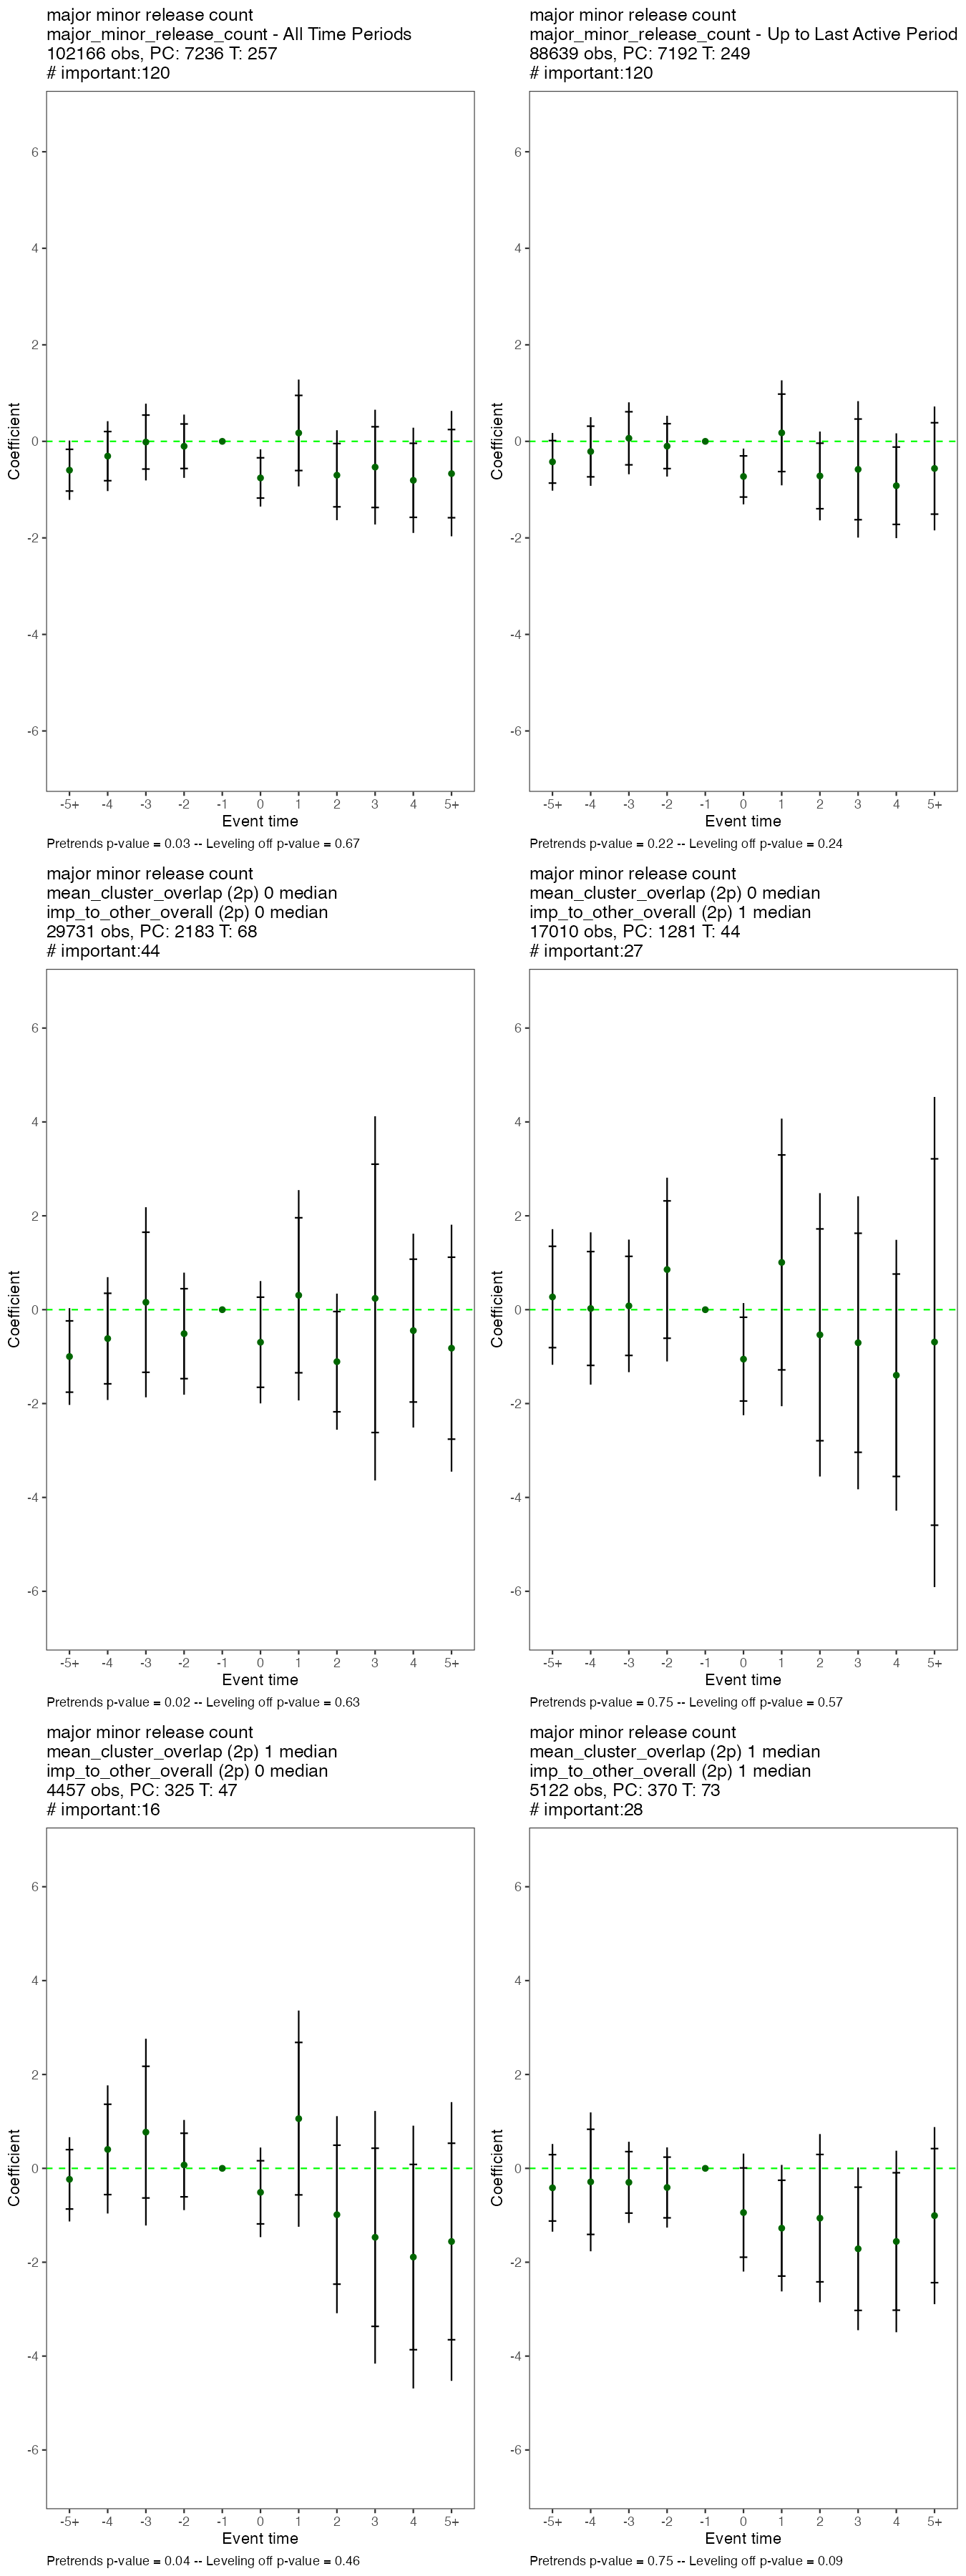 major minor release count
major_minor_release_count - All Time Periods
102166 obs, PC: 7236 T: 257
# important:120
6
4
2
0
-2
-4
-6
Coefficient
-5+ -4 -3 -2 -1 0 1 2 3 4 5+
Event time
Pretrends p-value = 0.03 -- Leveling off p-value = 0.67
major minor release count
major_minor_release_count - Up to Last Active Period
88639 obs, PC: 7192 T: 249
# important:120
6
4
2
0
-2
-4
-6
Coefficient
-5+ -4 -3 -2 -1 0 1 2 3 4 5+
Event time
Pretrends p-value = 0.22 -- Leveling off p-value = 0.24
major minor release count
mean_cluster_overlap (2p) 0 median
imp_to_other_overall (2p) 0 median
29731 obs, PC: 2183 T: 68
# important:44
6
4
2
0
-2
-4
-6
Coefficient
-5+ -4 -3 -2 -1 0 1 2 3 4 5+
Event time
Pretrends p-value = 0.02 -- Leveling off p-value = 0.63
major minor release count
mean_cluster_overlap (2p) 0 median
imp_to_other_overall (2p) 1 median
17010 obs, PC: 1281 T: 44
# important:27
6
4
2
0
-2
-4
-6
Coefficient
-5+ -4 -3 -2 -1 0 1 2 3 4 5+
Event time
Pretrends p-value = 0.75 -- Leveling off p-value = 0.57
major minor release count
mean_cluster_overlap (2p) 1 median
imp_to_other_overall (2p) 0 median
4457 obs, PC: 325 T: 47
# important:16
6
4
2
0
-2
-4
-6
Coefficient
-5+ -4 -3 -2 -1 0 1 2 3 4 5+
Event time
Pretrends p-value = 0.04 -- Leveling off p-value = 0.46
major minor release count
mean_cluster_overlap (2p) 1 median
imp_to_other_overall (2p) 1 median
5122 obs, PC: 370 T: 73
# important:28
6
4
2
0
-2
-4
-6
Coefficient
-5+ -4 -3 -2 -1 0 1 2 3 4 5+
Event time
Pretrends p-value = 0.75 -- Leveling off p-value = 0.09